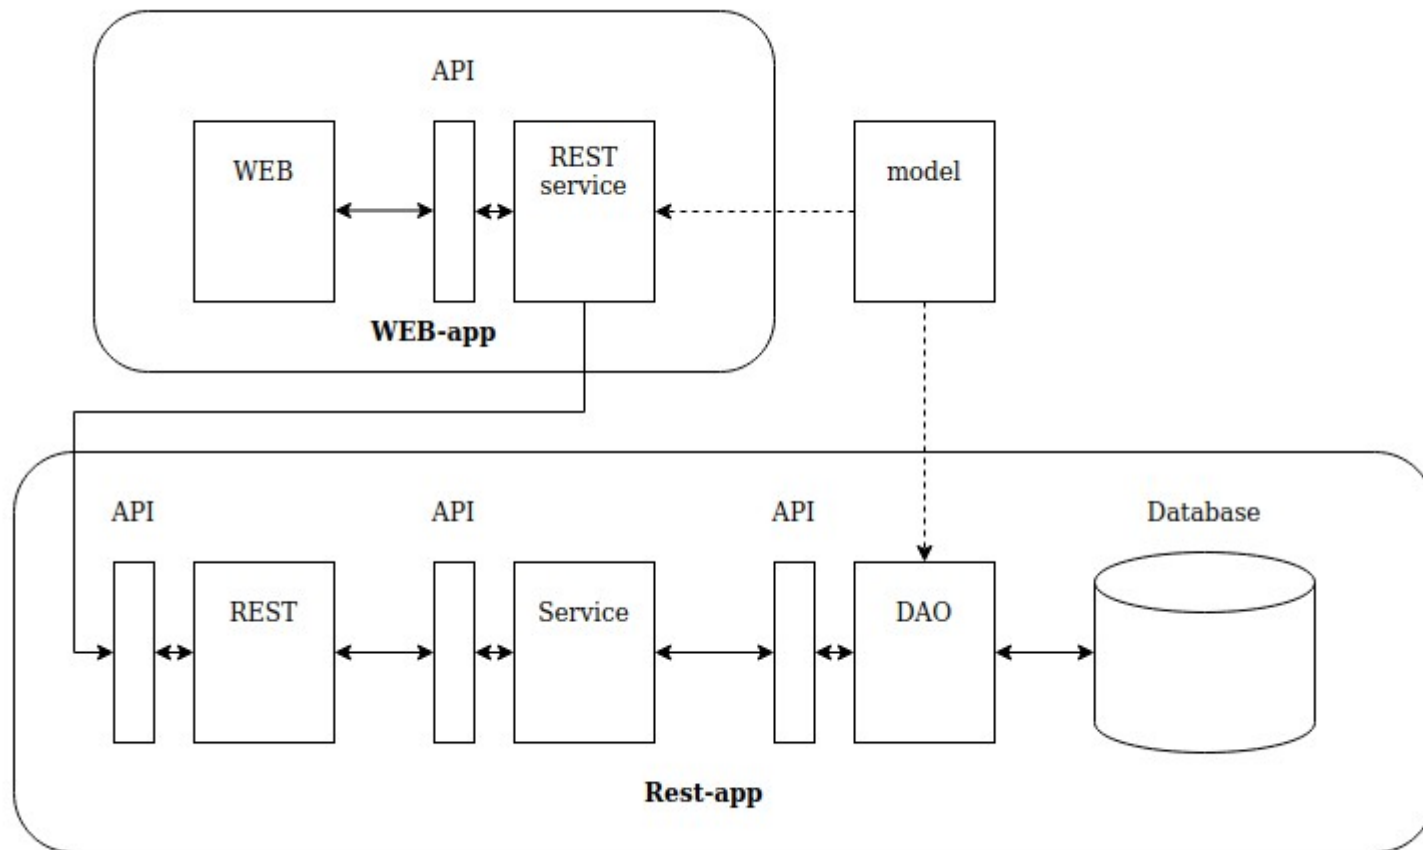 API
WEB
REST
service
model
WEB-app
API
API
API
Database
REST
Service
DAO
Rest-app